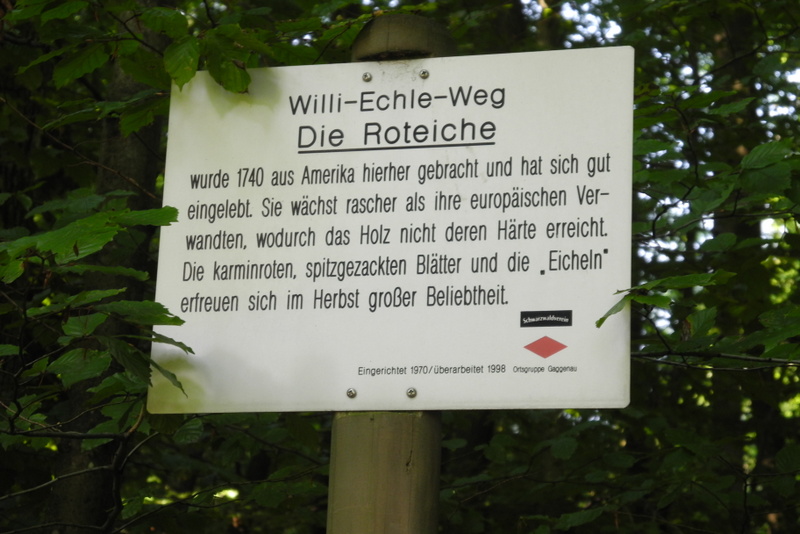 Willi-Echle-Weg
Die Roteiche
wurde 1740 aus Amerika hierher gebracht und hat sich gut
eingelebt. Sie wächst rascher als ihre europäischen Ver-
wandten, wodurch das Holz nicht deren Härte erreicht.
Die karminroten, spitzgezackten Blätter und die „Eicheln"
erfreuen sich im Herbst großer Beliebtheit.
Schwarzwaldverein
Eingerichtet 1970/überarbeitet 1998 Ortsgruppe Gaggenau